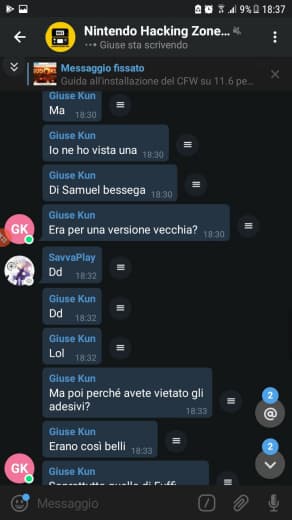 9% 18:37
Nintendo Hacking Zone...
Giuse sta scrivendo
Messaggio fissato
Guida all'installazione del CFW su 11.6 pe...
Giuse Kun
Ma 18:30
Giuse Kun
Io ne ho vista una 18:30
Giuse Kun
Di Samuel bessega 18:30
Giuse Kun
Era per una versione vecchia? 18:30
GK
SavvaPlay
Dd 18:32
Giuse Kun
Dd 18:32
Giuse Kun
Lol 18:32
Giuse Kun
Ma poi perché avete vietato gli
adesivi? 18:33
2
@
Giuse Kun
Erano così belli 18:33
2
GK
Giuse Kun
Soprattutto quello di Fuffi
Messaggio